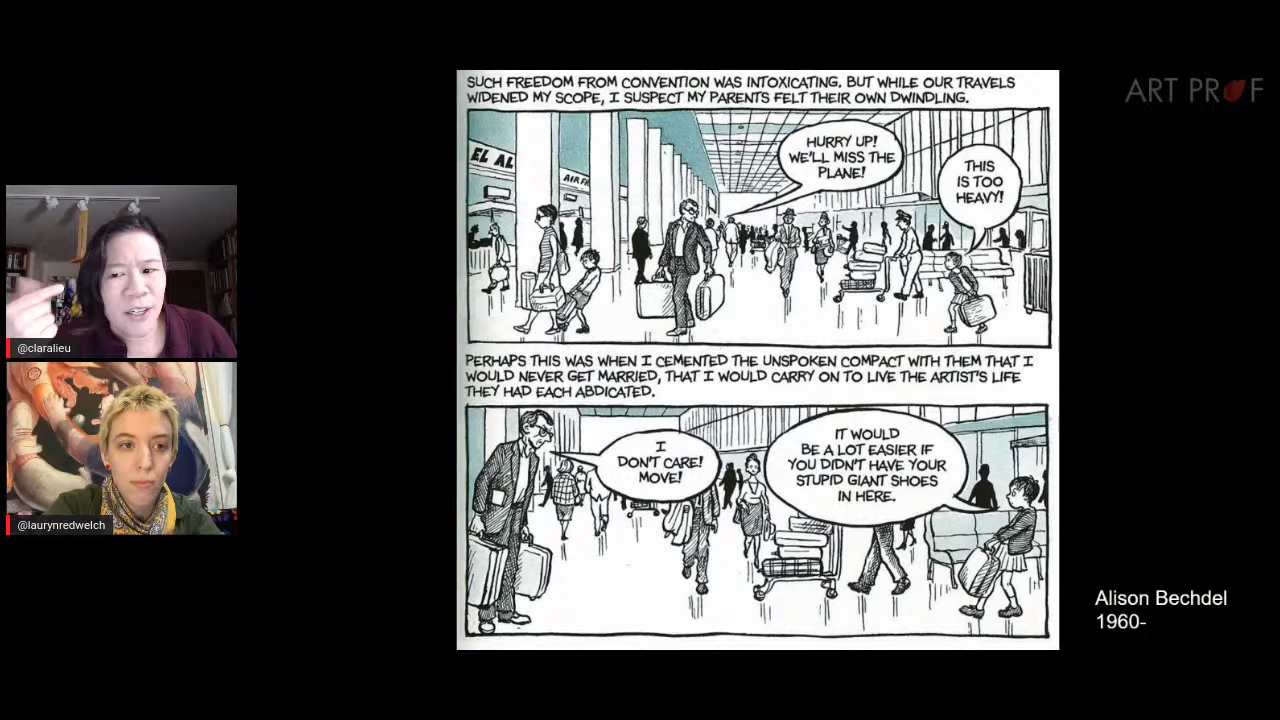 ART PROF
SUCH FREEDOM FROM CONVENTION WAS INTOXICATING. BUT WHILE OUR TRAVELS
WIDENED MY SCOPE, I SUSPECT MY PARENTS FELT THEIR OWN DWINDLING.
EL AL
AIR FR
HURRY UP!
WE'LL MISS THE
PLANE!
THIS
IS TOO
HEAVY!
@claralieu
PERHAPS THIS WAS WHEN I CEMENTED THE UNSPOKEN COMPACT WITH THEM THAT I
WOULD NEVER GET MARRIED, THAT I WOULD CARRY ON TO LIVE THE ARTIST'S LIFE
THEY HAD EACH ABDICATED.
I
DON'T CARE!
MOVE!
IT WOULD
BE A LOT EASIER IF
YOU DIDN'T HAVE YOUR
STUPID GIANT SHOES
IN HERE.
@laurynredwelch
Alison Bechdel
1960-